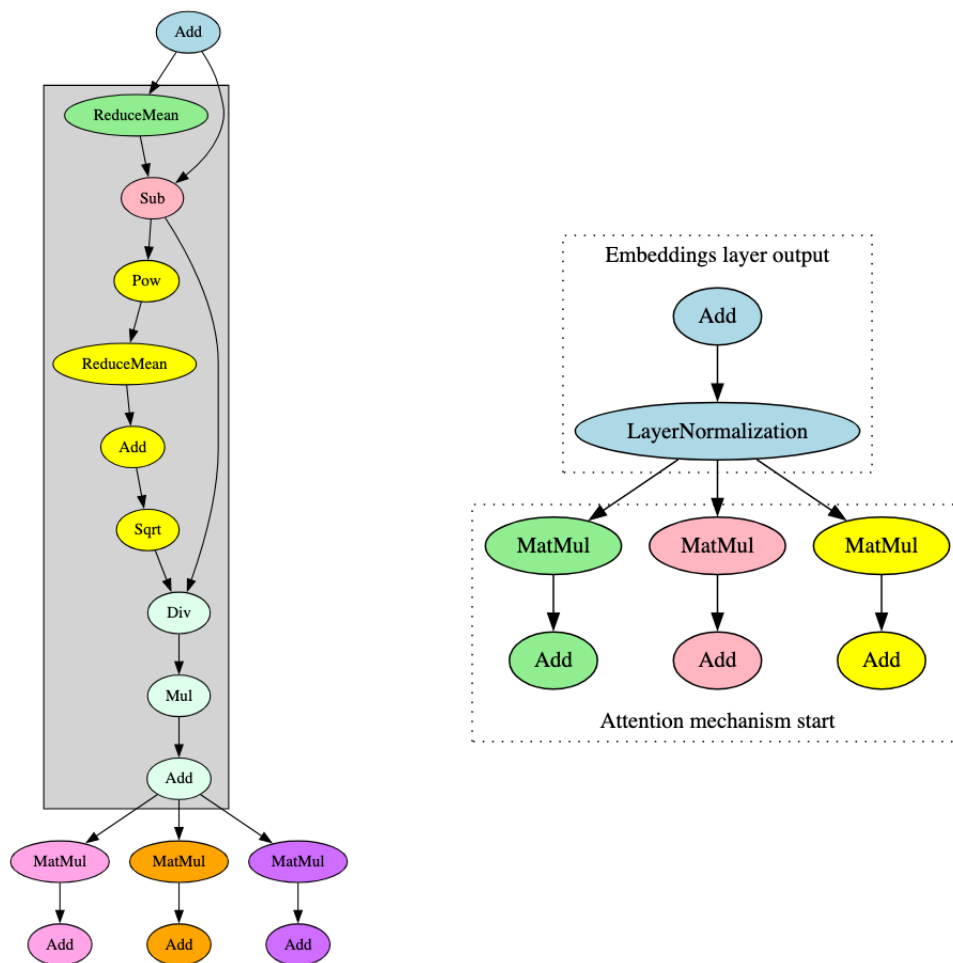 Add
ReduceMean
Sub
Pow
ReduceMean
Add
Sqrt
Div
Mul
Add
MatMul MatMul MatMul
Add Add Add
Embeddings layer output
Add
LayerNormalization
MatMul MatMul MatMul
Add Add Add
Attention mechanism start